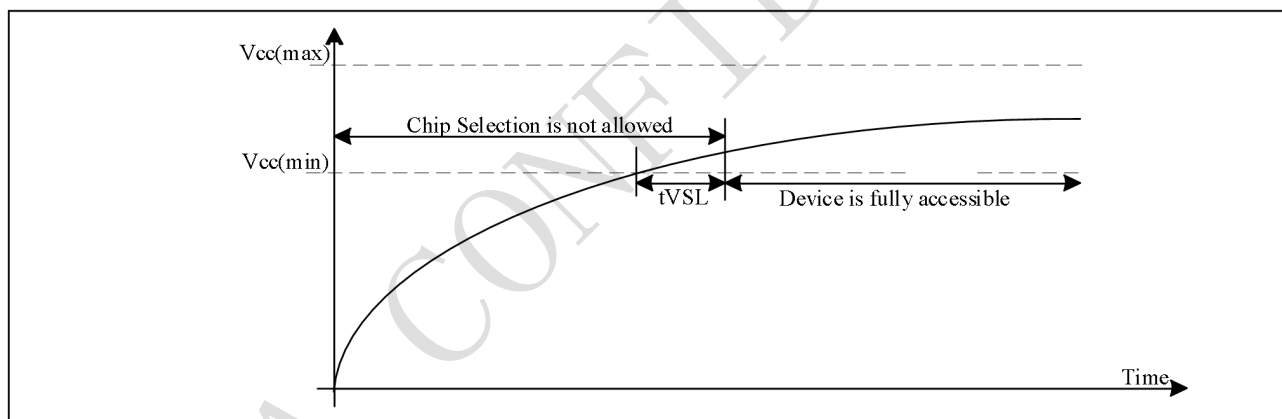 Vcc(max)
Chip Selection is not allowed
Vcc(min)
tVSL
Device is fully accessible
Time